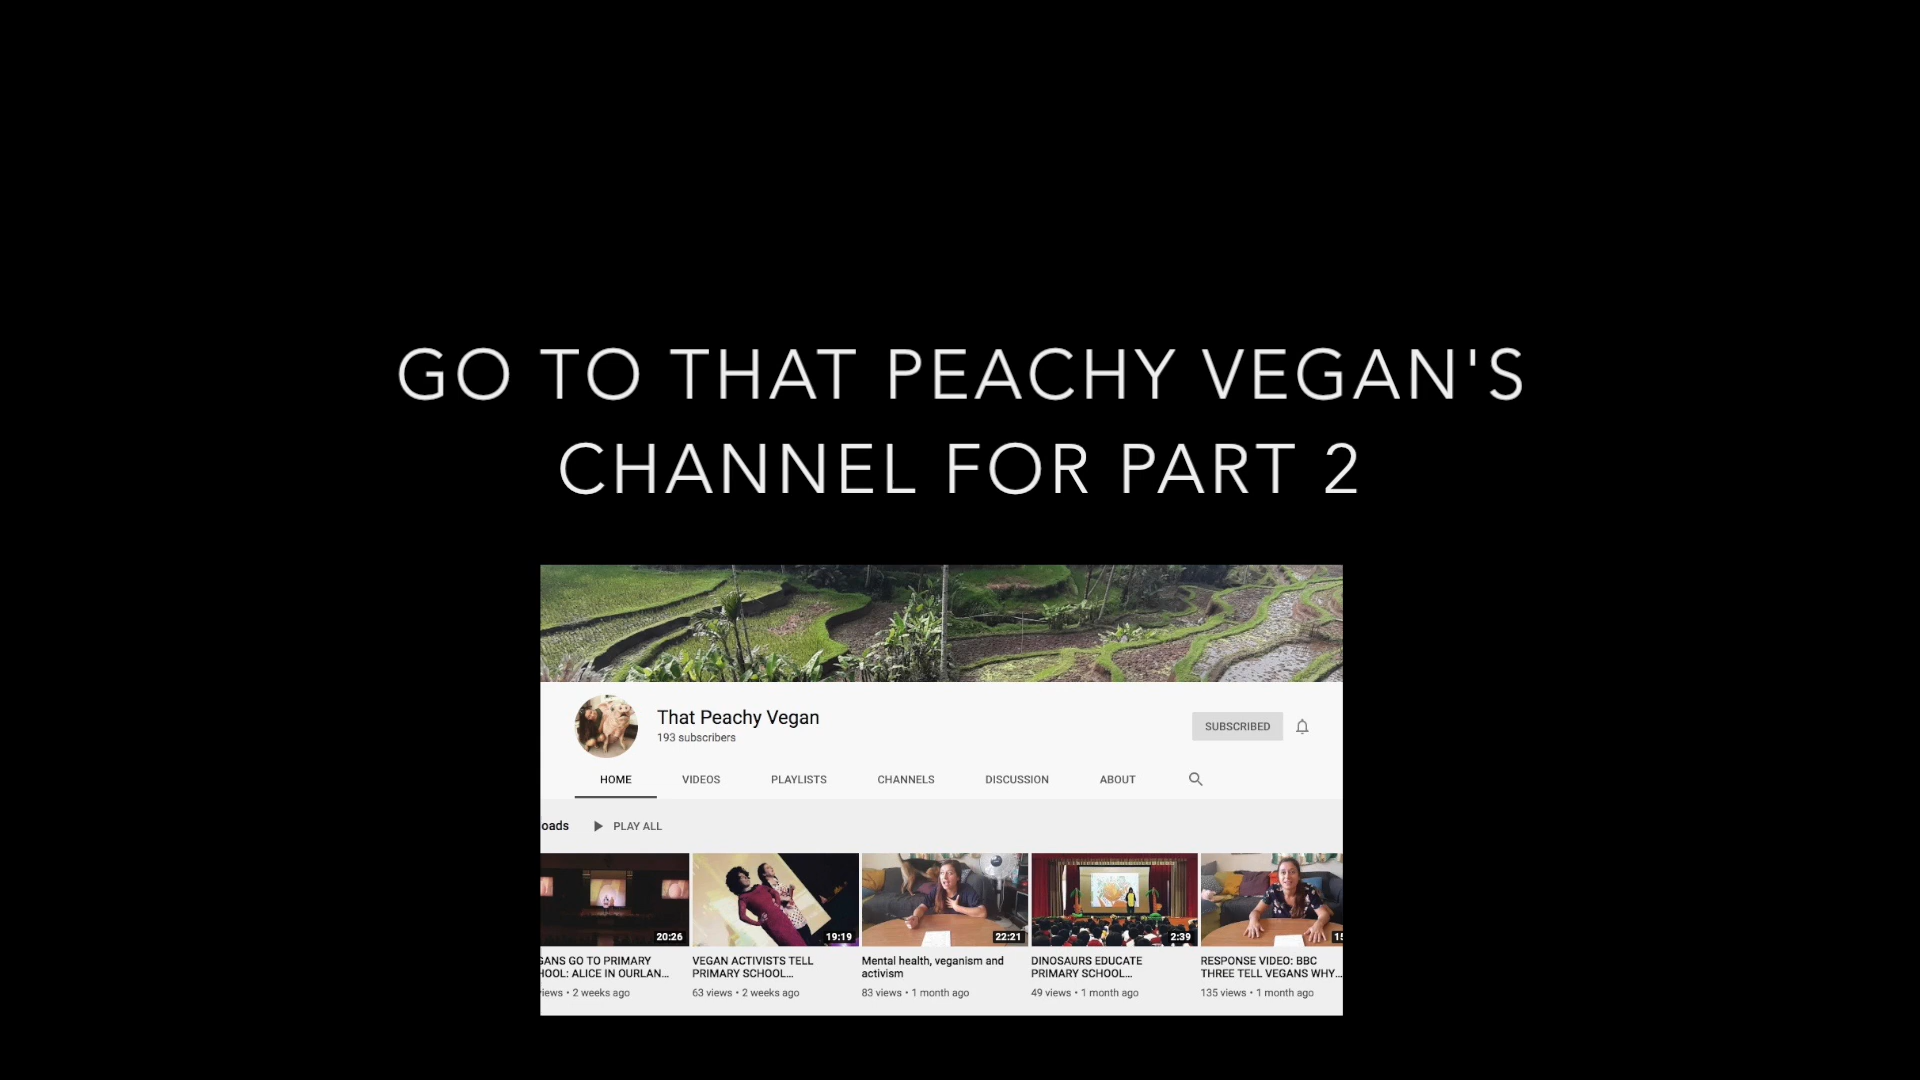 GO TO THAT PEACHY VEGAN'S
CHANNEL FOR PART 2
That Peachy Vegan
193 subscribers
SUBSCRIBED
HOME VIDEOS PLAYLISTS CHANNELS DISCUSSION ABOUT
oads PLAY ALL
20:26 19:19 22:21 2:39 15
GANS GO TO PRIMARY
HOOL: ALICE IN OURLAN...
iews • 2 weeks ago
VEGAN ACTIVISTS TELL
PRIMARY SCHOOL...
63 views • 2 weeks ago
Mental health, veganism and
activism
83 views • 1 month ago
DINOSAURS EDUCATE
PRIMARY SCHOOL...
49 views • 1 month ago
RESPONSE VIDEO: BBC
THREE TELL VEGANS WHY...
135 views • 1 month ago